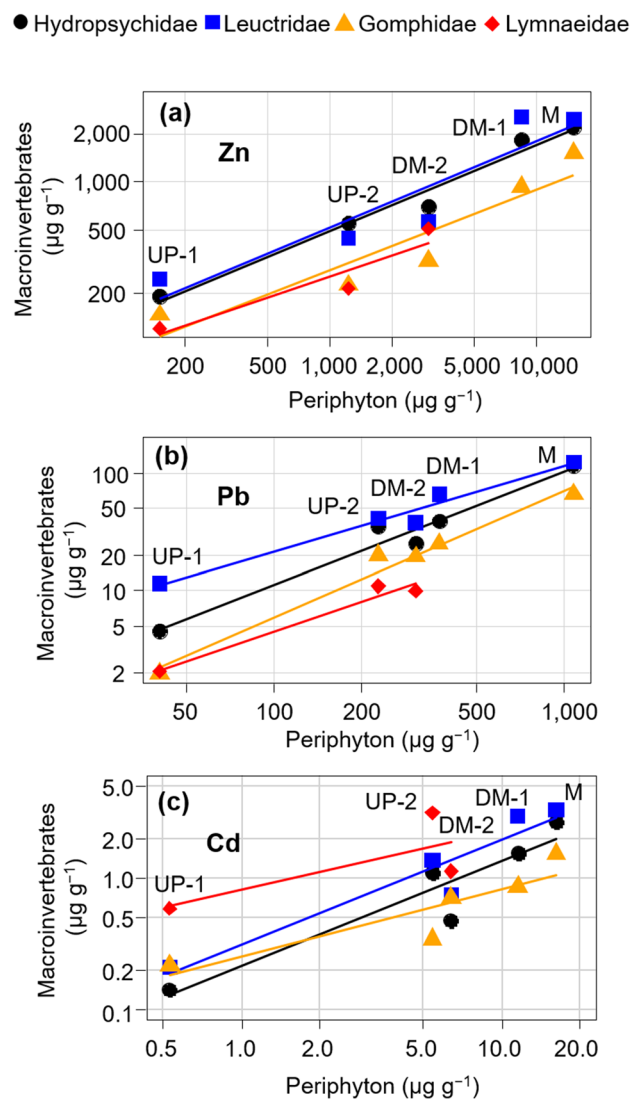 Hydropsychidae Leuctridae Gomphidae Lymnaeidae
(a)
Zn
UP-1
UP-2
DM-2
DM-1
M
2,000
1,000
500
200
Macroinvertebrates
(µg g⁻¹)
200 500 1,000 2,000 5,000 10,000
Periphyton (µg g⁻¹)
(b)
Pb
UP-1
UP-2
DM-2
DM-1
M
100
50
20
10
5
2
Macroinvertebrates
(µg g⁻¹)
50 100 200 500 1,000
Periphyton (µg g⁻¹)
(c)
Cd
UP-1
UP-2
DM-2
DM-1
M
5.0
2.0
1.0
0.5
0.2
0.1
Macroinvertebrates
(µg g⁻¹)
0.5 1.0 2.0 5.0 10.0 20.0
Periphyton (µg g⁻¹)